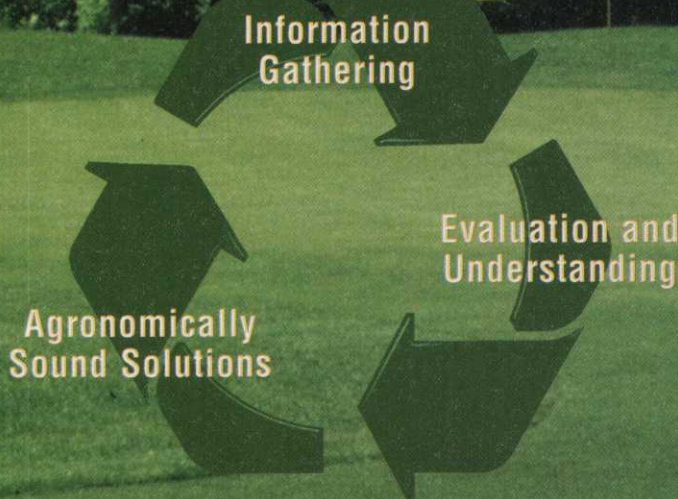 Information
Gathering
Evaluation and
Understanding
Agronomically
Sound Solutions